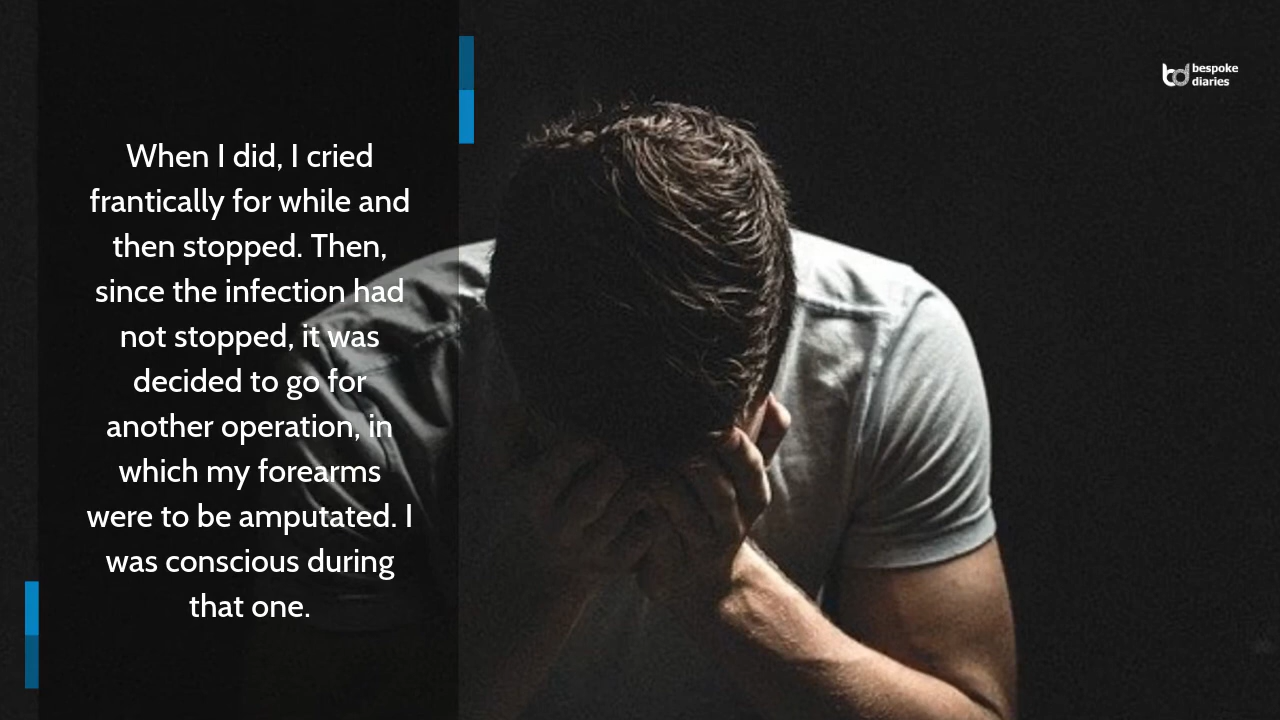 When I did, I cried
frantically for while and
then stopped. Then,
since the infection had
not stopped, it was
decided to go for
another operation, in
which my forearms
were to be amputated. I
was conscious during
that one.
bd bespoke
diaries